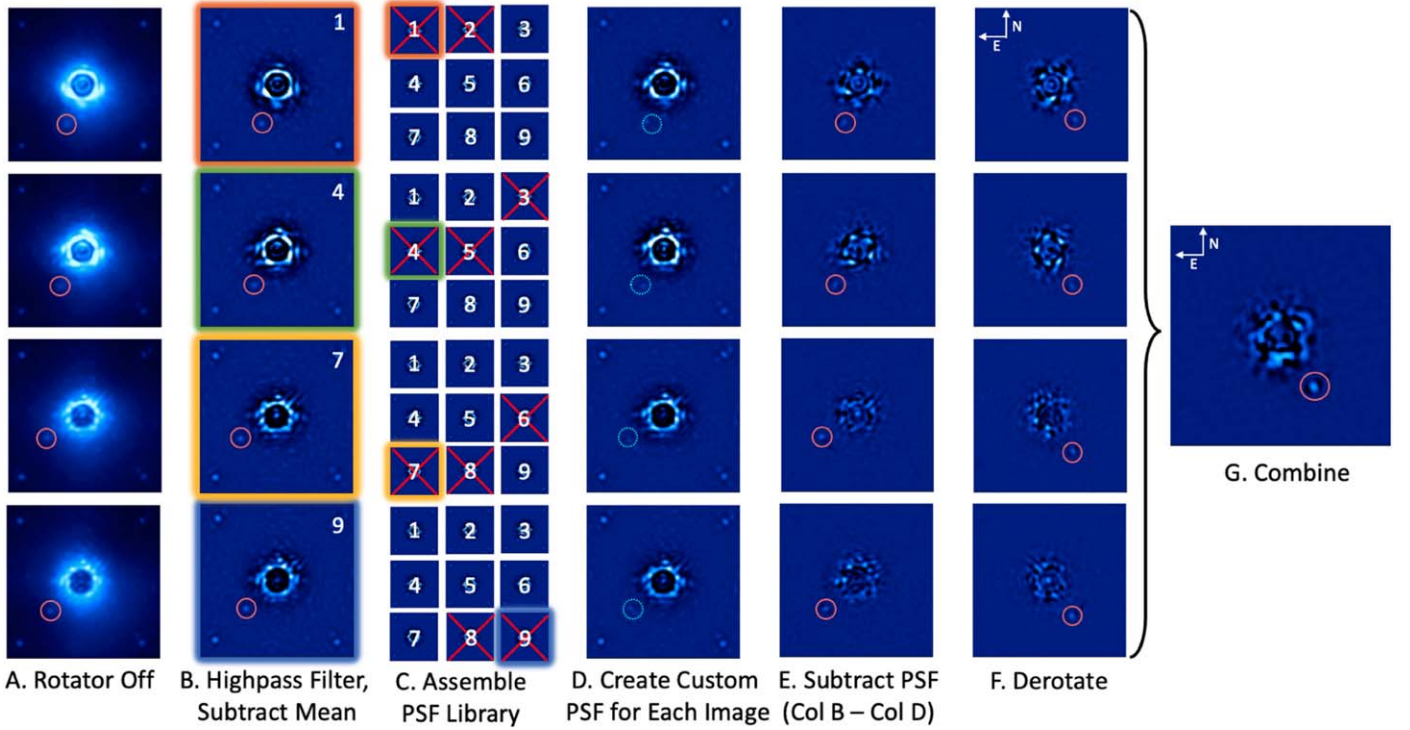 1
1 2 3
4 5 6
7 8 9
N
E
4
1 2 3
4 5 6
7 8 9
7
1 2 3
4 5 6
7 8 9
9
1 2 3
4 5 6
7 8 9
N
E
G. Combine
A. Rotator Off
B. Highpass Filter,
Subtract Mean
C. Assemble
PSF Library
D. Create Custom
PSF for Each Image
E. Subtract PSF
(Col B – Col D)
F. Derotate